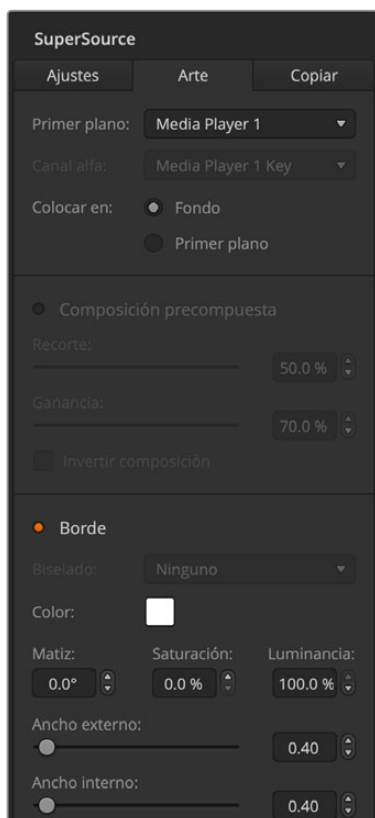 SuperSource
Ajustes Arte Copiar
Primer plano: Media Player 1
Canal alfa: Media Player 1 Key
Colocar en: Fondo
Primer plano
Composición precompuesta
Recorte:
50.0 %
Ganancia:
70.0 %
Invertir composición
Borde
Biselado: Ninguno
Color:
Matiz: Saturación: Luminancia:
0.0° 0.0 % 100.0 %
Ancho externo:
0.40
Ancho interno:
0.40